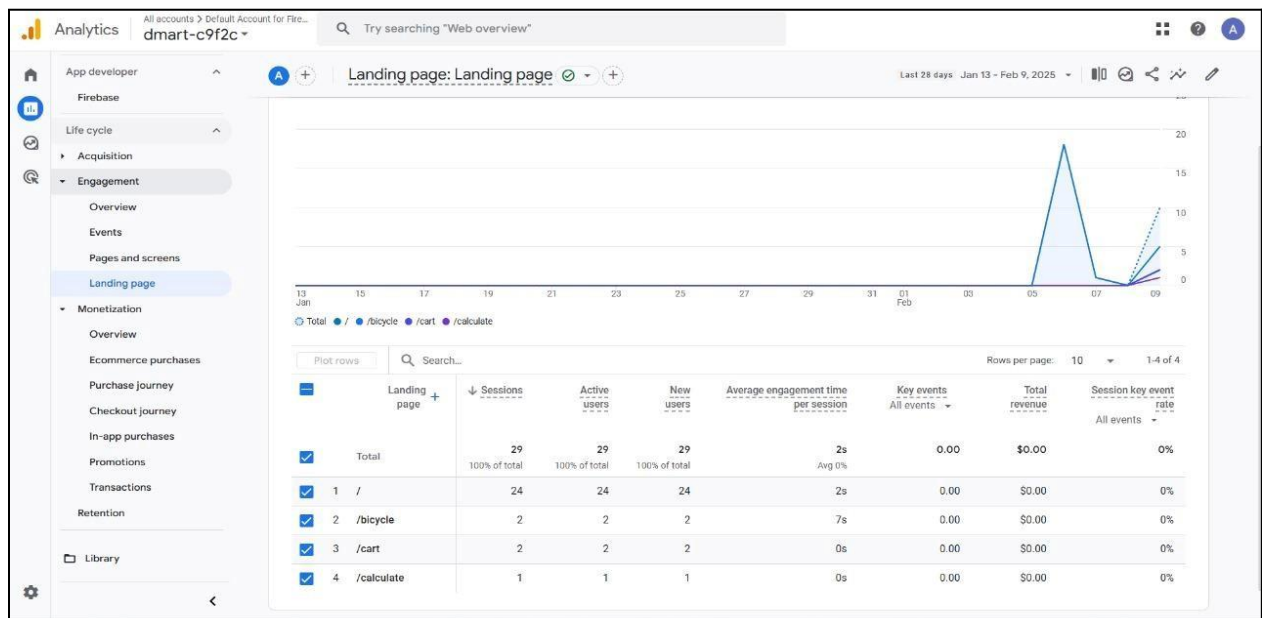 All accounts > Default Account for Fire...
Analytics
dmart-c9f2c
Try searching "Web overview"
A
App developer
Firebase
Life cycle
Acquisition
Engagement
Overview
Events
Pages and screens
Landing page
Monetization
Overview
Ecommerce purchases
Purchase journey
Checkout journey
In-app purchases
Promotions
Transactions
Retention
Library
A
Landing page: Landing page
Last 28 days Jan 13 - Feb 9, 2025
20
15
10
5
0
13 15 17 19 21 23 25 27 29 31 01 03 05 07 09
Jan Feb
Total / /bicycle /cart /calculate
Plot rows Search... Rows per page: 10 1-4 of 4
Landing page + Sessions Active users New users Average engagement time per session Key events Total revenue Session key event rate
All events All events
Total 29 29 29 2s 0.00 $0.00 0%
100% of total 100% of total 100% of total Avg 0%
1 / 24 24 24 2s 0.00 $0.00 0%
2 /bicycle 2 2 2 7s 0.00 $0.00 0%
3 /cart 2 2 2 0s 0.00 $0.00 0%
4 /calculate 1 1 1 0s 0.00 $0.00 0%